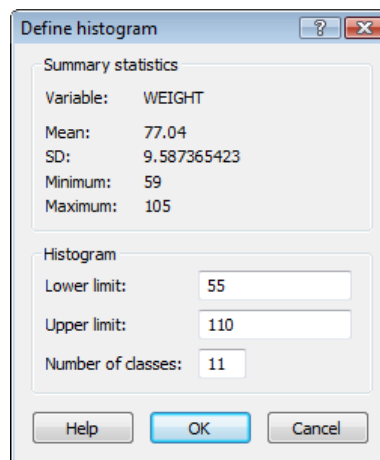 Define histogram
Summary statistics
Variable: WEIGHT
Mean: 77.04
SD: 9.587365423
Minimum: 59
Maximum: 105
Histogram
Lower limit: 55
Upper limit: 110
Number of classes: 11
Help OK Cancel